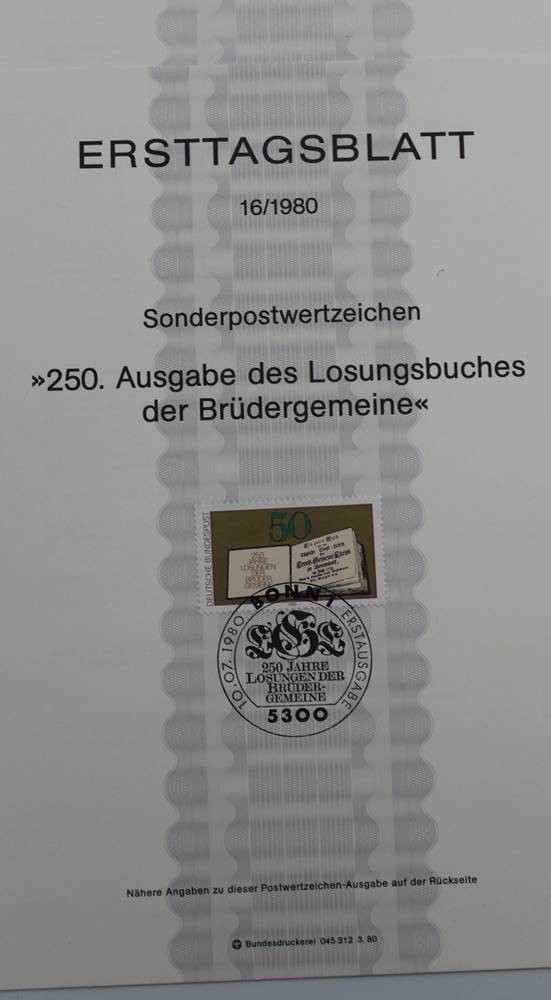 ERSTTAGSBLATT
16/1980
Sonderpostwertzeichen
»250. Ausgabe des Losungsbuches
der Brüdergemeine«
DEUTSCHE BUNDESPOST
50
250
JAHRE
LOSUNGEN
DER
BRÜDER-
GEMEINE
BONN 1
10.07.1980 ERSTAUSGABE
250 JAHRE
LOSUNGEN DER
BRÜDER-
GEMEINE
5300
Nähere Angaben zu dieser Postwertzeichen-Ausgabe auf der Rückseite
Bundesdruckerei 045 312 3. 80